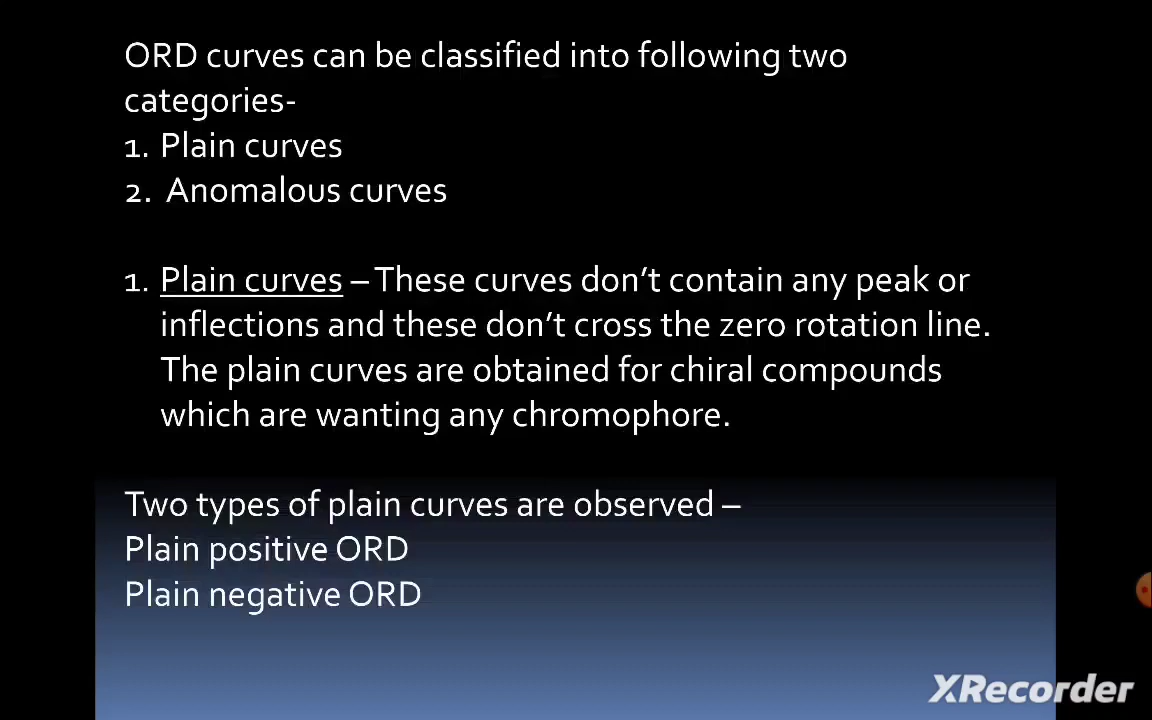 ORD curves can be classified into following two
categories-
1. Plain curves
2. Anomalous curves
1. Plain curves – These curves don't contain any peak or
inflections and these don't cross the zero rotation line.
The plain curves are obtained for chiral compounds
which are wanting any chromophore.
Two types of plain curves are observed –
Plain positive ORD
Plain negative ORD
XRecorder